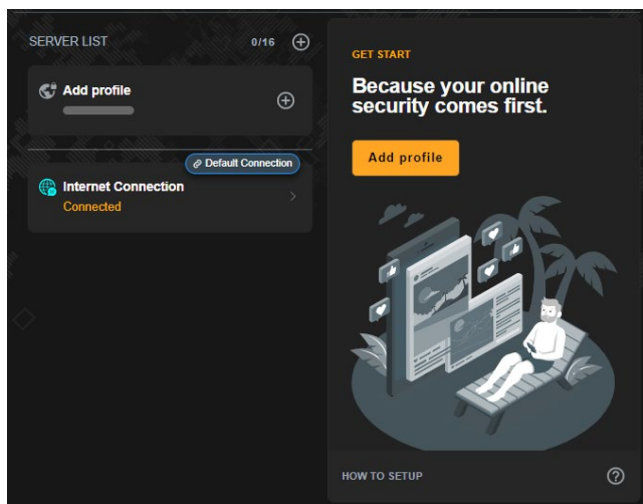 SERVER LIST
0/16
Add profile
Default Connection
Internet Connection
Connected
GET START
Because your online
security comes first.
Add profile
HOW TO SETUP